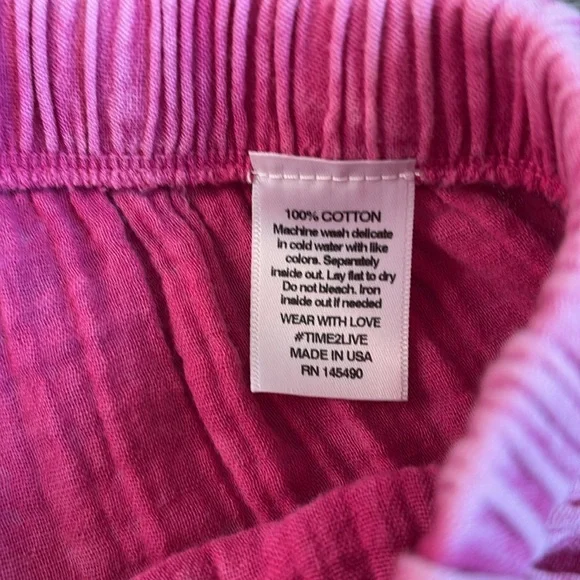 100% COTTON
Machine wash delicate
in cold water with like
colors. Separately
inside out. Lay flat to dry
Do not bleach. Iron
inside out if needed
WEAR WITH LOVE
#TIME2LIVE
MADE IN USA
RN 145490